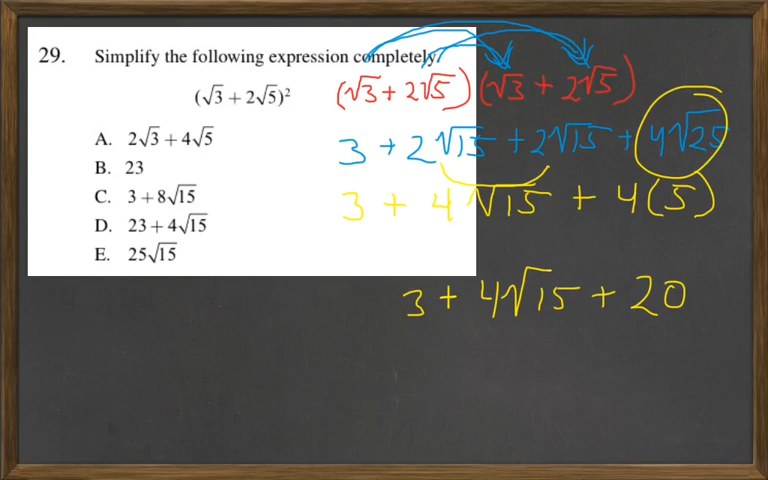 29. Simplify the following expression completely.
(√3 + 2√5)²
A. 2√3 + 4√5
B. 23
C. 3 + 8√15
D. 23 + 4√15
E. 25√15
(√3 + 2√5)(√3 + 2√5)
3 + 2√15 + 2√15 + 4√25
3 + 4√15 + 4(5)
3 + 4√15 + 20